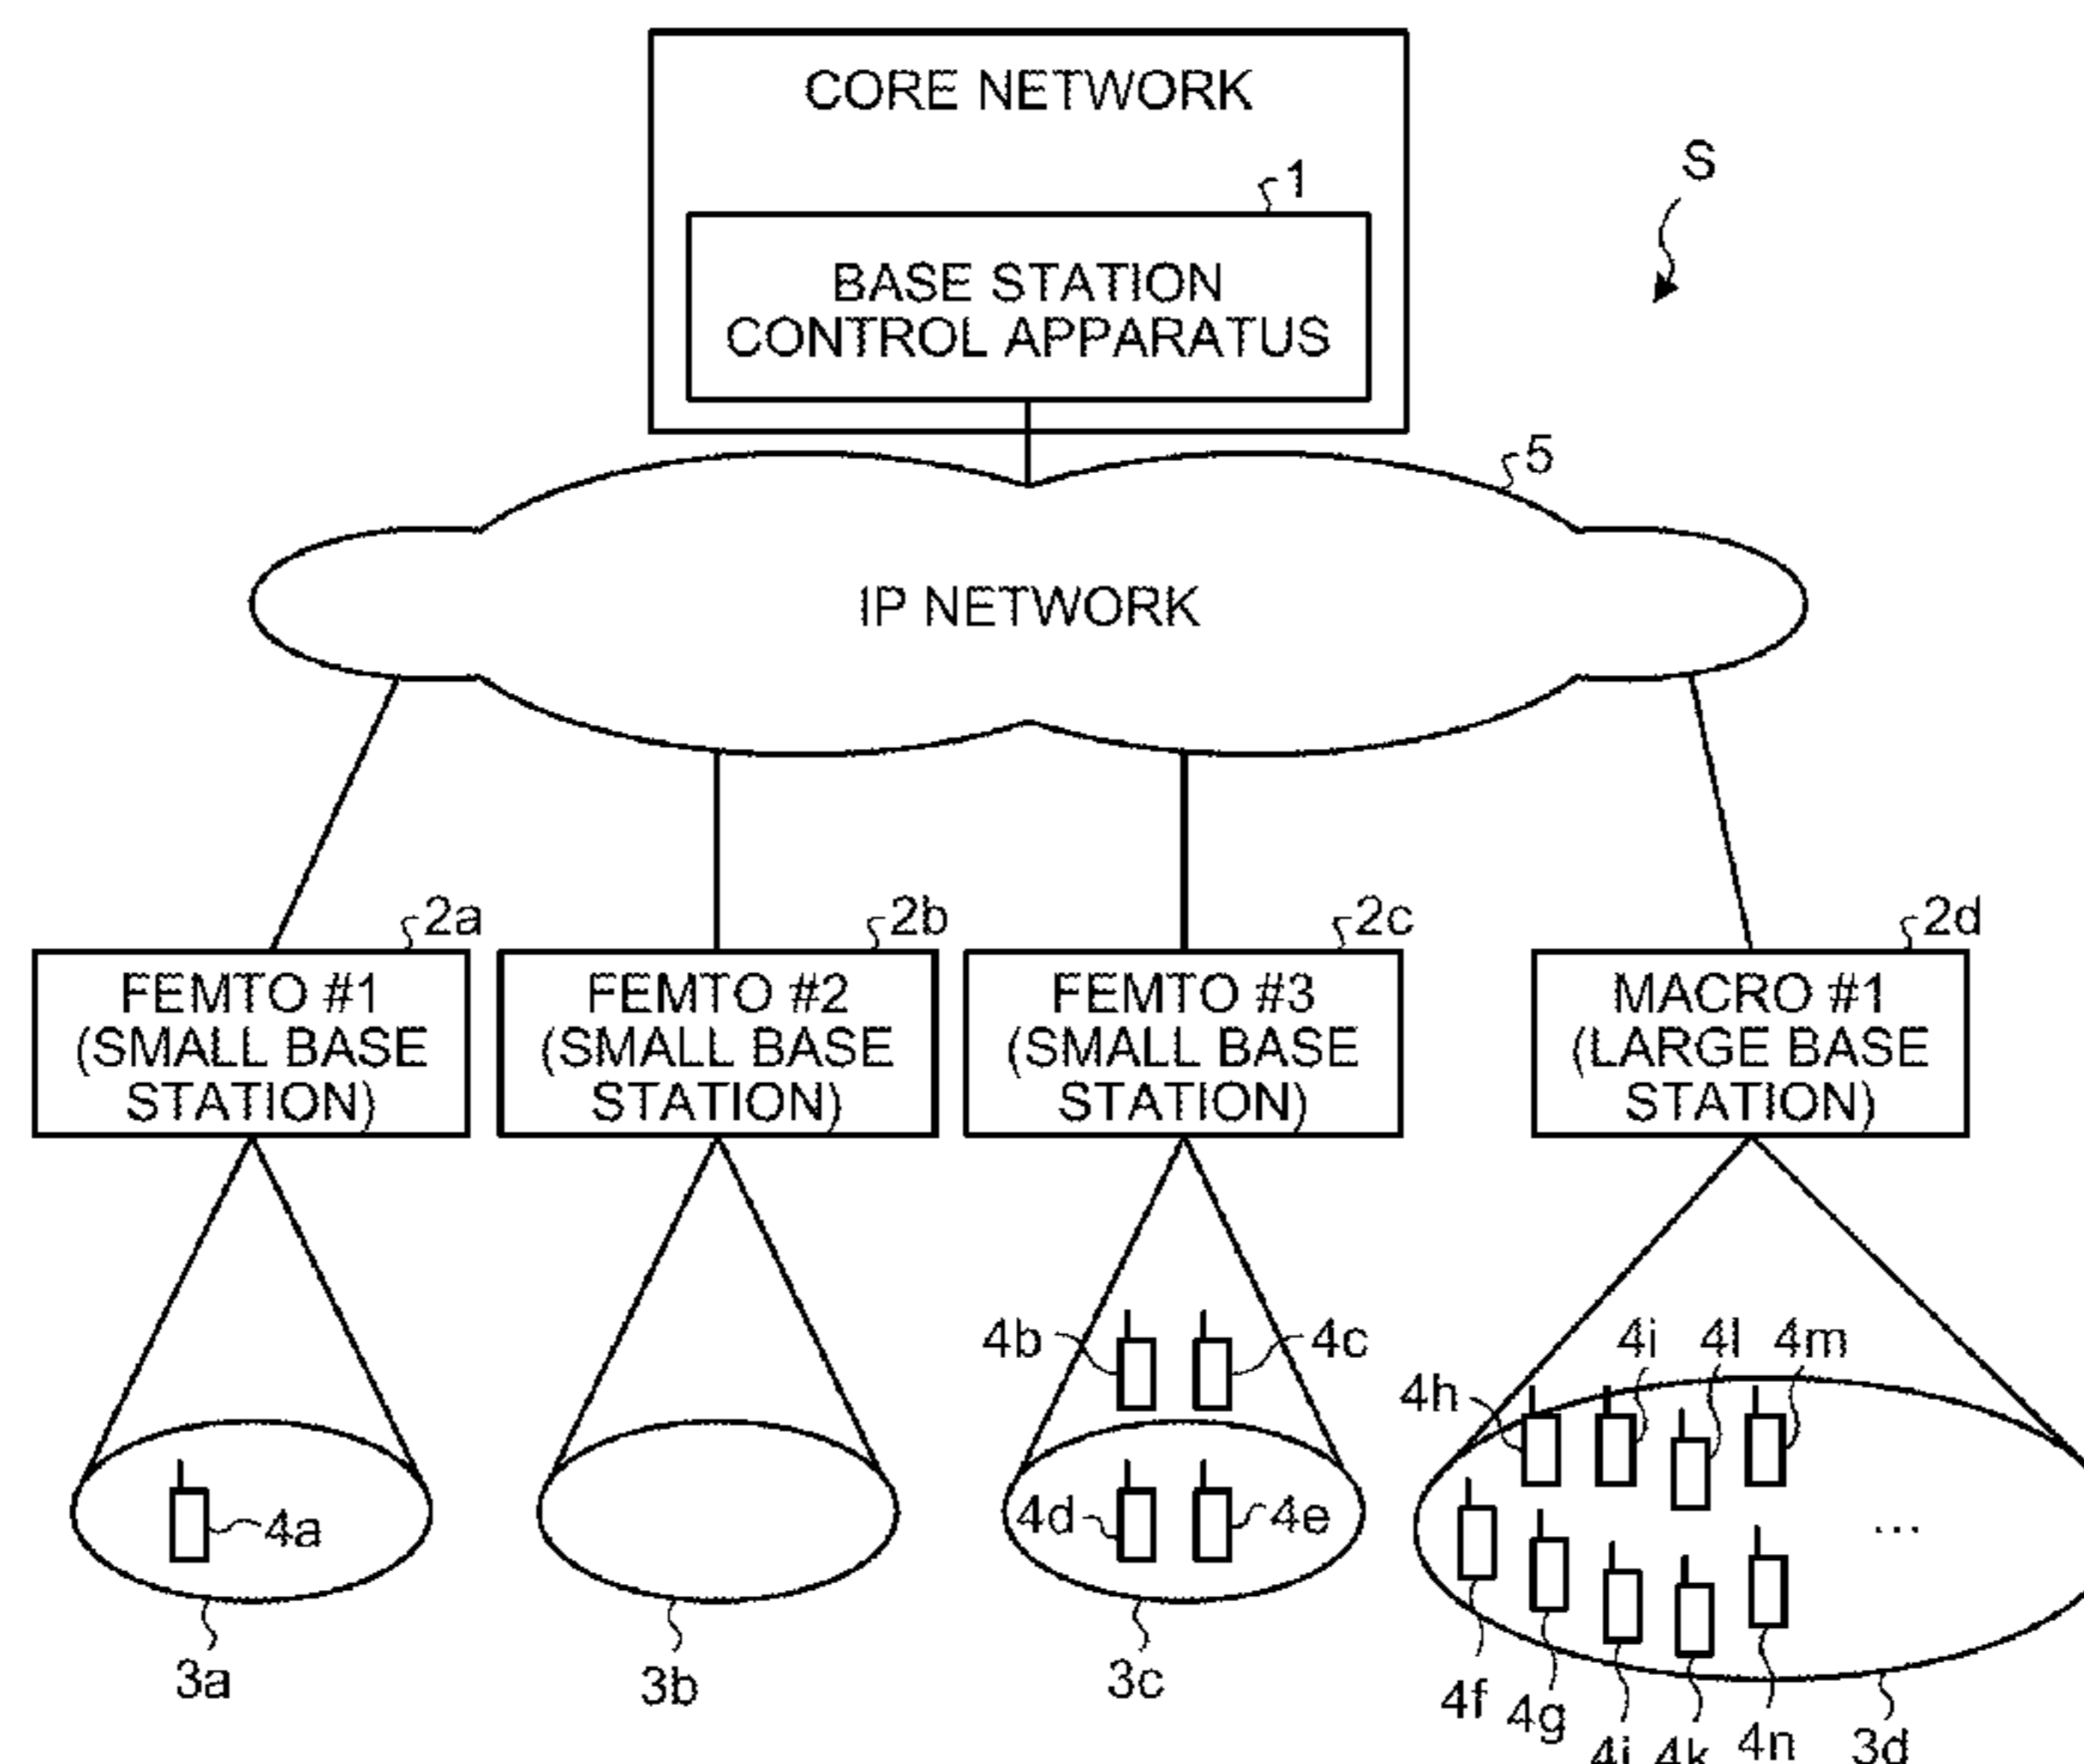 CORE NETWORK
1
S
BASE STATION
CONTROL APPARATUS
5
IP NETWORK
2a
2b
2c
2d
FEMTO #1
(SMALL BASE
STATION)
FEMTO #2
(SMALL BASE
STATION)
FEMTO #3
(SMALL BASE
STATION)
MACRO #1
(LARGE BASE
STATION)
4b
4c
4h
4i
4l
4m
4a
4d
4e
...
3a
3b
3c
4f
4g
4k
4n
3d